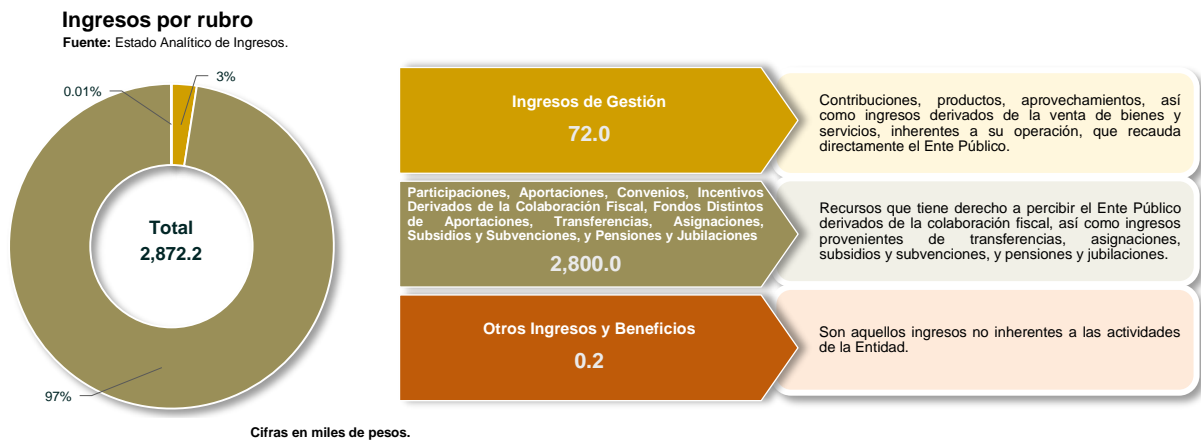 Ingresos por rubro
Fuente: Estado Analítico de Ingresos.
3%
0.01%
Total
2,872.2
97%
Ingresos de Gestión
72.0
Contribuciones, productos, aprovechamientos, así
como ingresos derivados de la venta de bienes y
servicios, inherentes a su operación, que recauda
directamente el Ente Público.
Participaciones, Aportaciones, Convenios, Incentivos
Derivados de la Colaboración Fiscal, Fondos Distintos
de Aportaciones, Transferencias, Asignaciones,
Subsidios y Subvenciones, y Pensiones y Jubilaciones
2,800.0
Recursos que tiene derecho a percibir el Ente Público
derivados de la colaboración fiscal, así como ingresos
provenientes de transferencias, asignaciones,
subsidios y subvenciones, y pensiones y jubilaciones.
Otros Ingresos y Beneficios
0.2
Son aquellos ingresos no inherentes a las actividades
de la Entidad.
Cifras en miles de pesos.